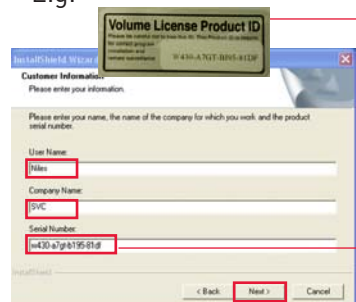 E.g.
Volume License Product ID
W430-A7GT-B195-81DF
InstallShield Wizard
Customer Information
Please enter your information.
Please enter your name, the name of the company for which you work and the product
serial number.
User Name:
Niles
Company Name:
SVC
Serial Number:
w430-a7gt-b195-81df
InstallShield
< Back
Next >
Cancel